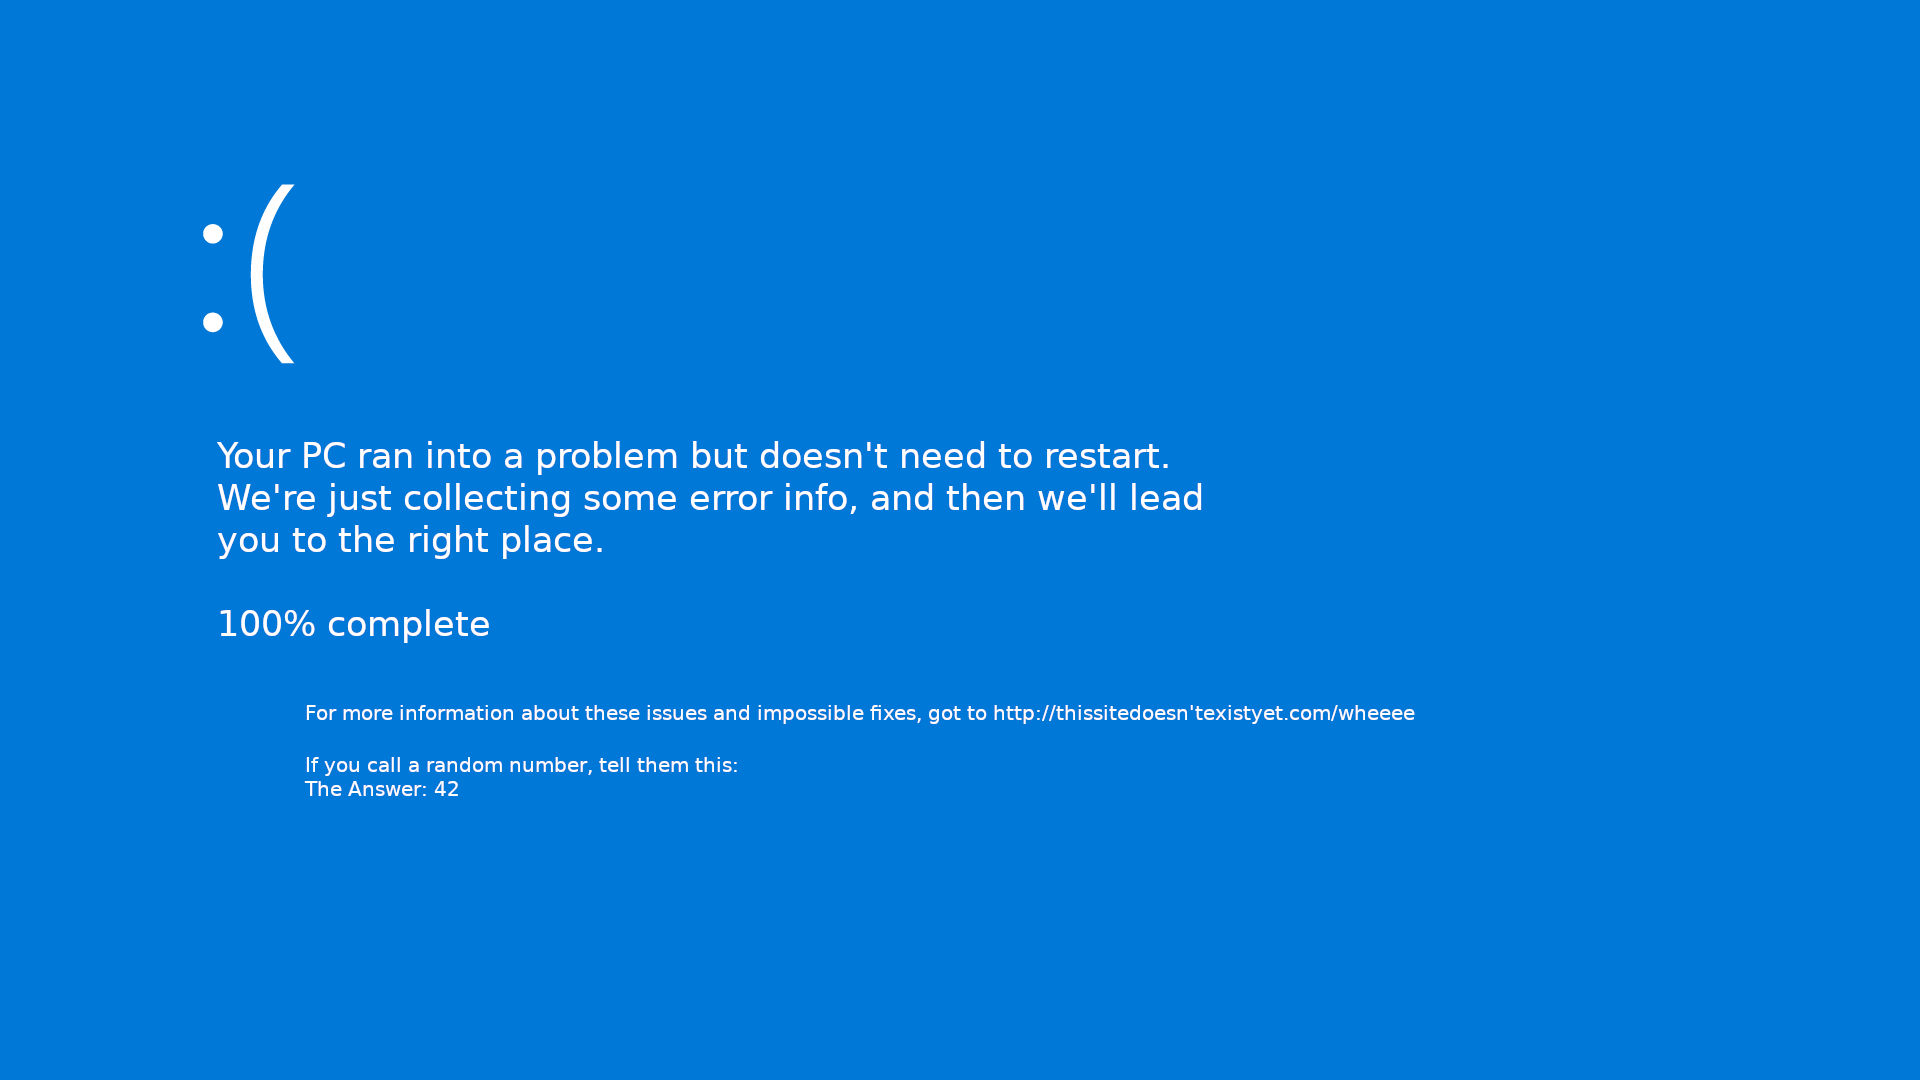 :(
Your PC ran into a problem but doesn't need to restart.
We're just collecting some error info, and then we'll lead
you to the right place.
100% complete
For more information about these issues and impossible fixes, got to http://thissitedoesn'texistyet.com/wheeee
If you call a random number, tell them this:
The Answer: 42